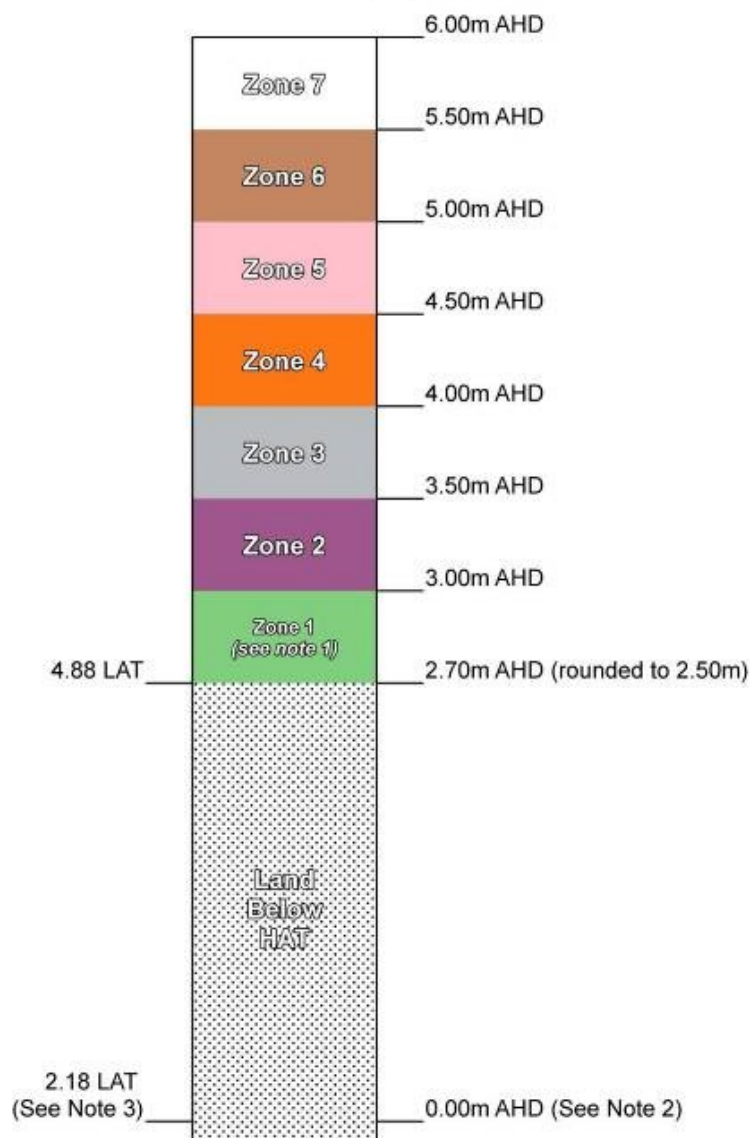 6.00m AHD
Zone 7
5.50m AHD
Zone 6
5.00m AHD
Zone 5
4.50m AHD
Zone 4
4.00m AHD
Zone 3
3.50m AHD
Zone 2
3.00m AHD
Zone 1
(see note 1)
4.88 LAT
2.70m AHD (rounded to 2.50m)
Land
Below
HAT
2.18 LAT
(See Note 3)
0.00m AHD (See Note 2)